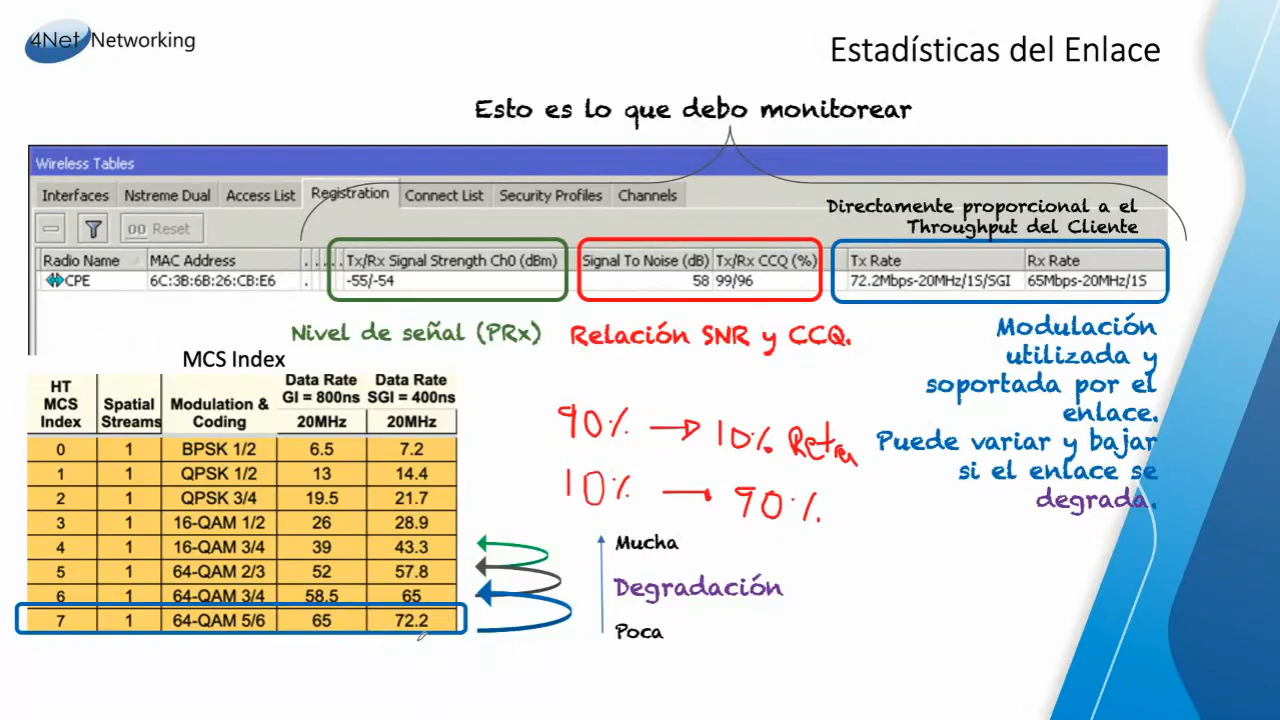 4Net Networking
Estadísticas del Enlace
Esto es lo que debo monitorear
Wireless Tables
Interfaces Nstreme Dual Access List Registration Connect List Security Profiles Channels
Directamente proporcional a el
Throughput del Cliente
00 Reset
Radio Name MAC Address . . . . . Tx/Rx Signal Strength Ch0 (dBm) Signal To Noise (dB) Tx/Rx CCQ (%) Tx Rate Rx Rate
CPE 6C:3B:6B:26:CB:E6 . -55/-54 58 99/96 72.2Mbps-20MHz/1S/SGI 65Mbps-20MHz/1S
Nivel de señal (PRx)
Relación SNR y CCQ.
Modulación
utilizada y
soportada por el
enlace.
Puede variar y bajar
si el enlace se
degrada.
MCS Index
HT MCS Index Spatial Streams Modulation & Coding Data Rate GI = 800ns Data Rate SGI = 400ns
20MHz 20MHz
0 1 BPSK 1/2 6.5 7.2
1 1 QPSK 1/2 13 14.4
2 1 QPSK 3/4 19.5 21.7
3 1 16-QAM 1/2 26 28.9
4 1 16-QAM 3/4 39 43.3
5 1 64-QAM 2/3 52 57.8
6 1 64-QAM 3/4 58.5 65
7 1 64-QAM 5/6 65 72.2
90% → 10%
10% → 90%.
Mucha
Degradación
Poca